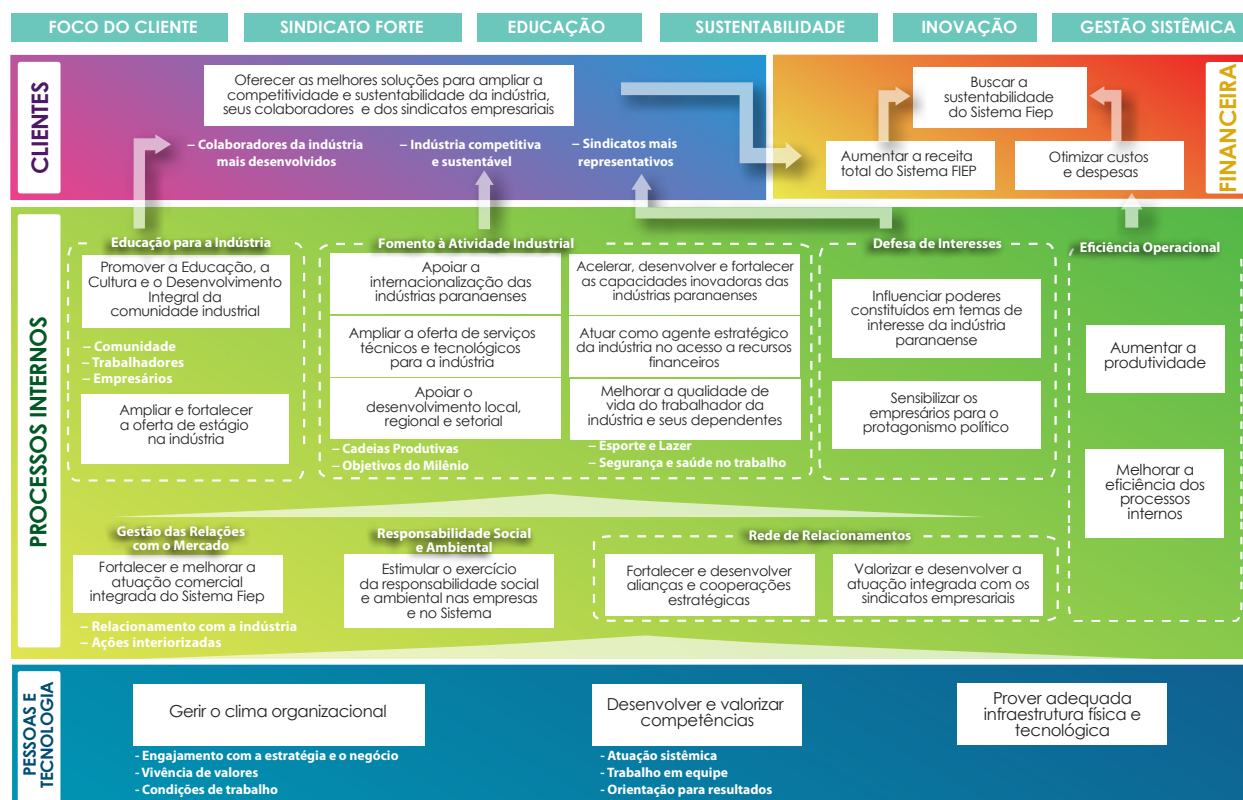 FOCO DO CLIENTE
SINDICATO FORTE
EDUCAÇÃO
SUSTENTABILIDADE
INOVAÇÃO
GESTÃO SISTÊMICA
CLIENTES
Oferecer as melhores soluções para ampliar a
competitividade e sustentabilidade da indústria,
seus colaboradores e dos sindicatos empresariais
– Colaboradores da indústria
mais desenvolvidos
– Indústria competitiva
e sustentável
– Sindicatos mais
representativos
FINANCEIRA
Buscar a
sustentabilidade
do Sistema Fiep
Aumentar a receita
total do Sistema FIEP
Otimizar custos
e despesas
PROCESSOS INTERNOS
Educação para a Indústria
Promover a Educação, a
Cultura e o Desenvolvimento
Integral da
comunidade industrial
– Comunidade
– Trabalhadores
– Empresários
Ampliar e fortalecer
a oferta de estágio
na indústria
Fomento à Atividade Industrial
Apoiar a
internacionalização das
indústrias paranaenses
Acelerar, desenvolver e fortalecer
as capacidades inovadoras das
indústrias paranaenses
Ampliar a oferta de serviços
técnicos e tecnológicos
para a indústria
Atuar como agente estratégico
da indústria no acesso a recursos
financeiros
Apoiar o
desenvolvimento local,
regional e setorial
Melhorar a qualidade de
vida do trabalhador da
indústria e seus dependentes
– Cadeias Produtivas
– Objetivos do Milênio
– Esporte e Lazer
– Segurança e saúde no trabalho
Defesa de Interesses
Influenciar poderes
constituídos em temas de
interesse da indústria
paranaense
Sensibilizar os
empresários para o
protagonismo político
Eficiência Operacional
Aumentar a
produtividade
Melhorar a
eficiência dos
processos
internos
Gestão das Relações
com o Mercado
Fortalecer e melhorar a
atuação comercial
integrada do Sistema Fiep
– Relacionamento com a indústria
– Ações interiorizadas
Responsabilidade Social
e Ambiental
Estimular o exercício
da responsabilidade social
e ambiental nas empresas
e no Sistema
Rede de Relacionamentos
Fortalecer e desenvolver
alianças e cooperações
estratégicas
Valorizar e desenvolver a
atuação integrada com os
sindicatos empresariais
PESSOAS E
TECNOLOGIA
Gerir o clima organizacional
- Engajamento com a estratégia e o negócio
- Vivência de valores
- Condições de trabalho
Desenvolver e valorizar
competências
- Atuação sistêmica
- Trabalho em equipe
- Orientação para resultados
Prover adequada
infraestrutura física e
tecnológica